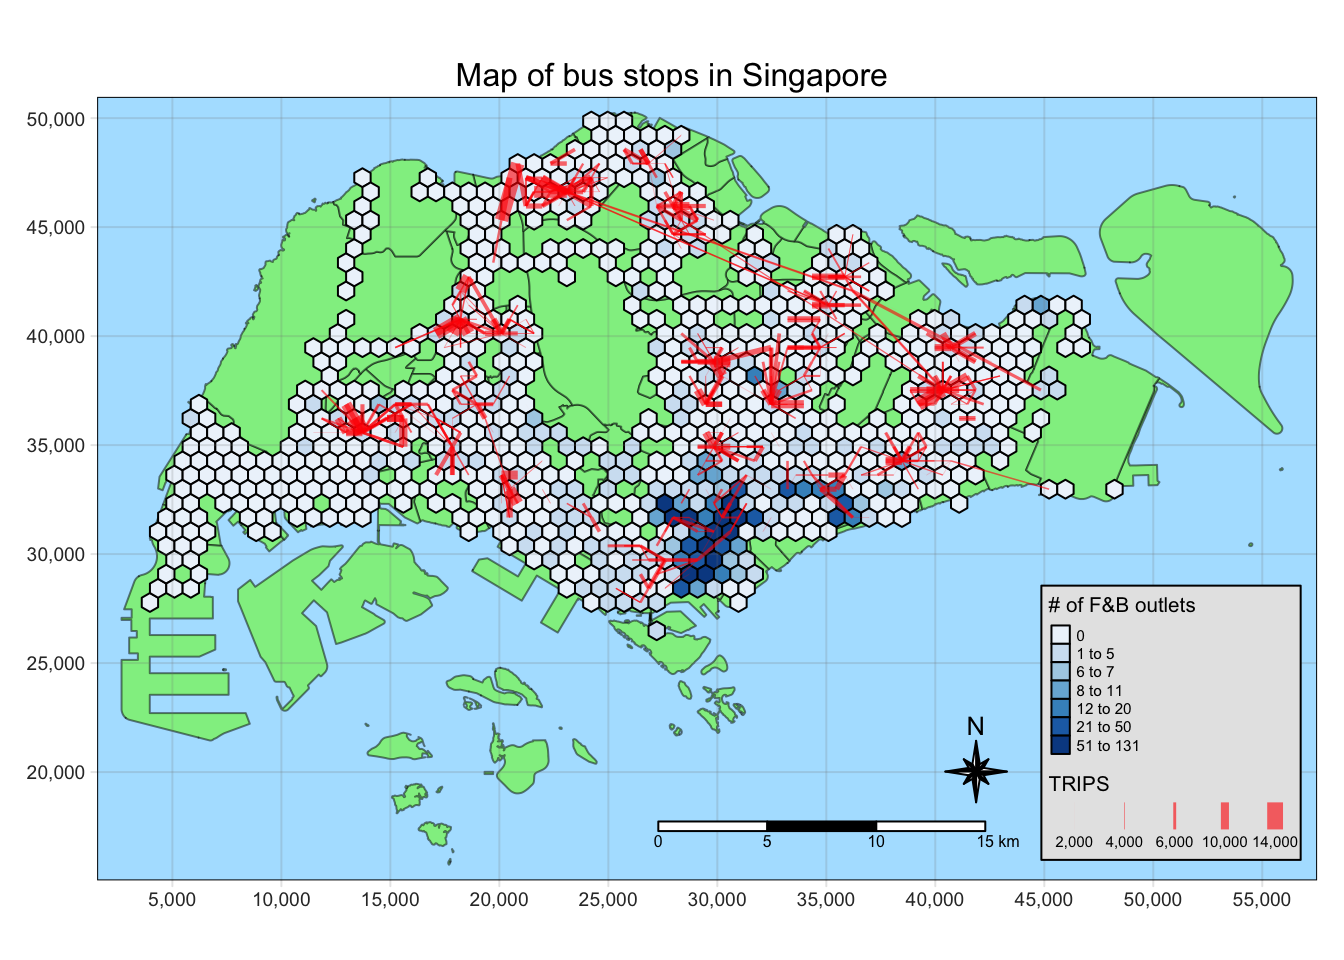 Map of bus stops in Singapore
50,000
45,000
40,000
35,000
30,000
25,000
20,000
# of F&B outlets
0
1 to 5
6 to 7
8 to 11
12 to 20
21 to 50
51 to 131
TRIPS
2,000 4,000 6,000 10,000 14,000
N
0 5 10 15 km
5,000 10,000 15,000 20,000 25,000 30,000 35,000 40,000 45,000 50,000 55,000